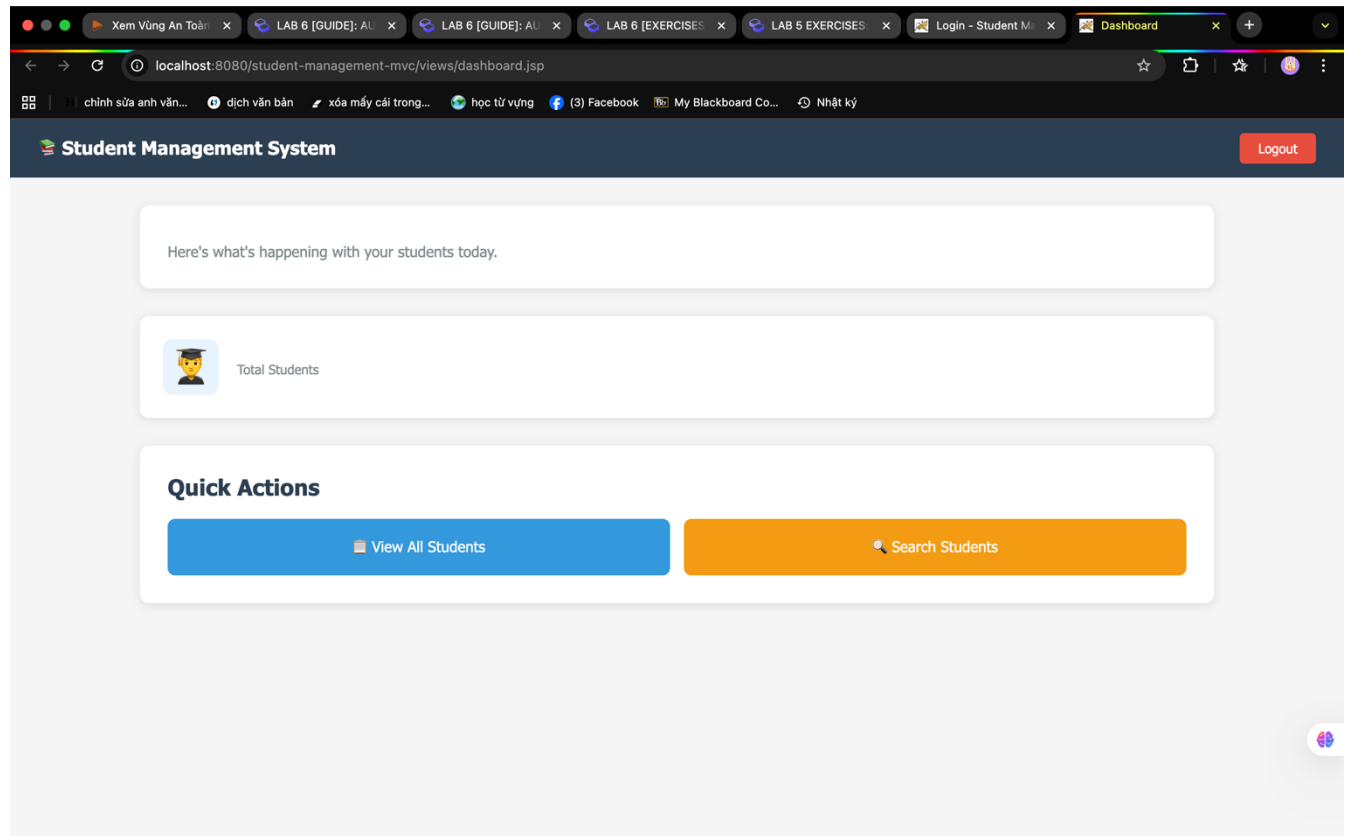 Xem Vùng An Toàn
LAB 6 [GUIDE]: AU
LAB 6 [GUIDE]: AU
LAB 6 [EXERCISES
LAB 5 EXERCISES:
Login - Student Ma
Dashboard
localhost:8080/student-management-mvc/views/dashboard.jsp
chỉnh sửa anh văn...
dịch văn bản
xóa mấy cái trong...
học từ vựng
(3) Facebook
Bb
My Blackboard Co...
Nhật ký
Student Management System
Logout
Here's what's happening with your students today.
Total Students
Quick Actions
View All Students
Search Students